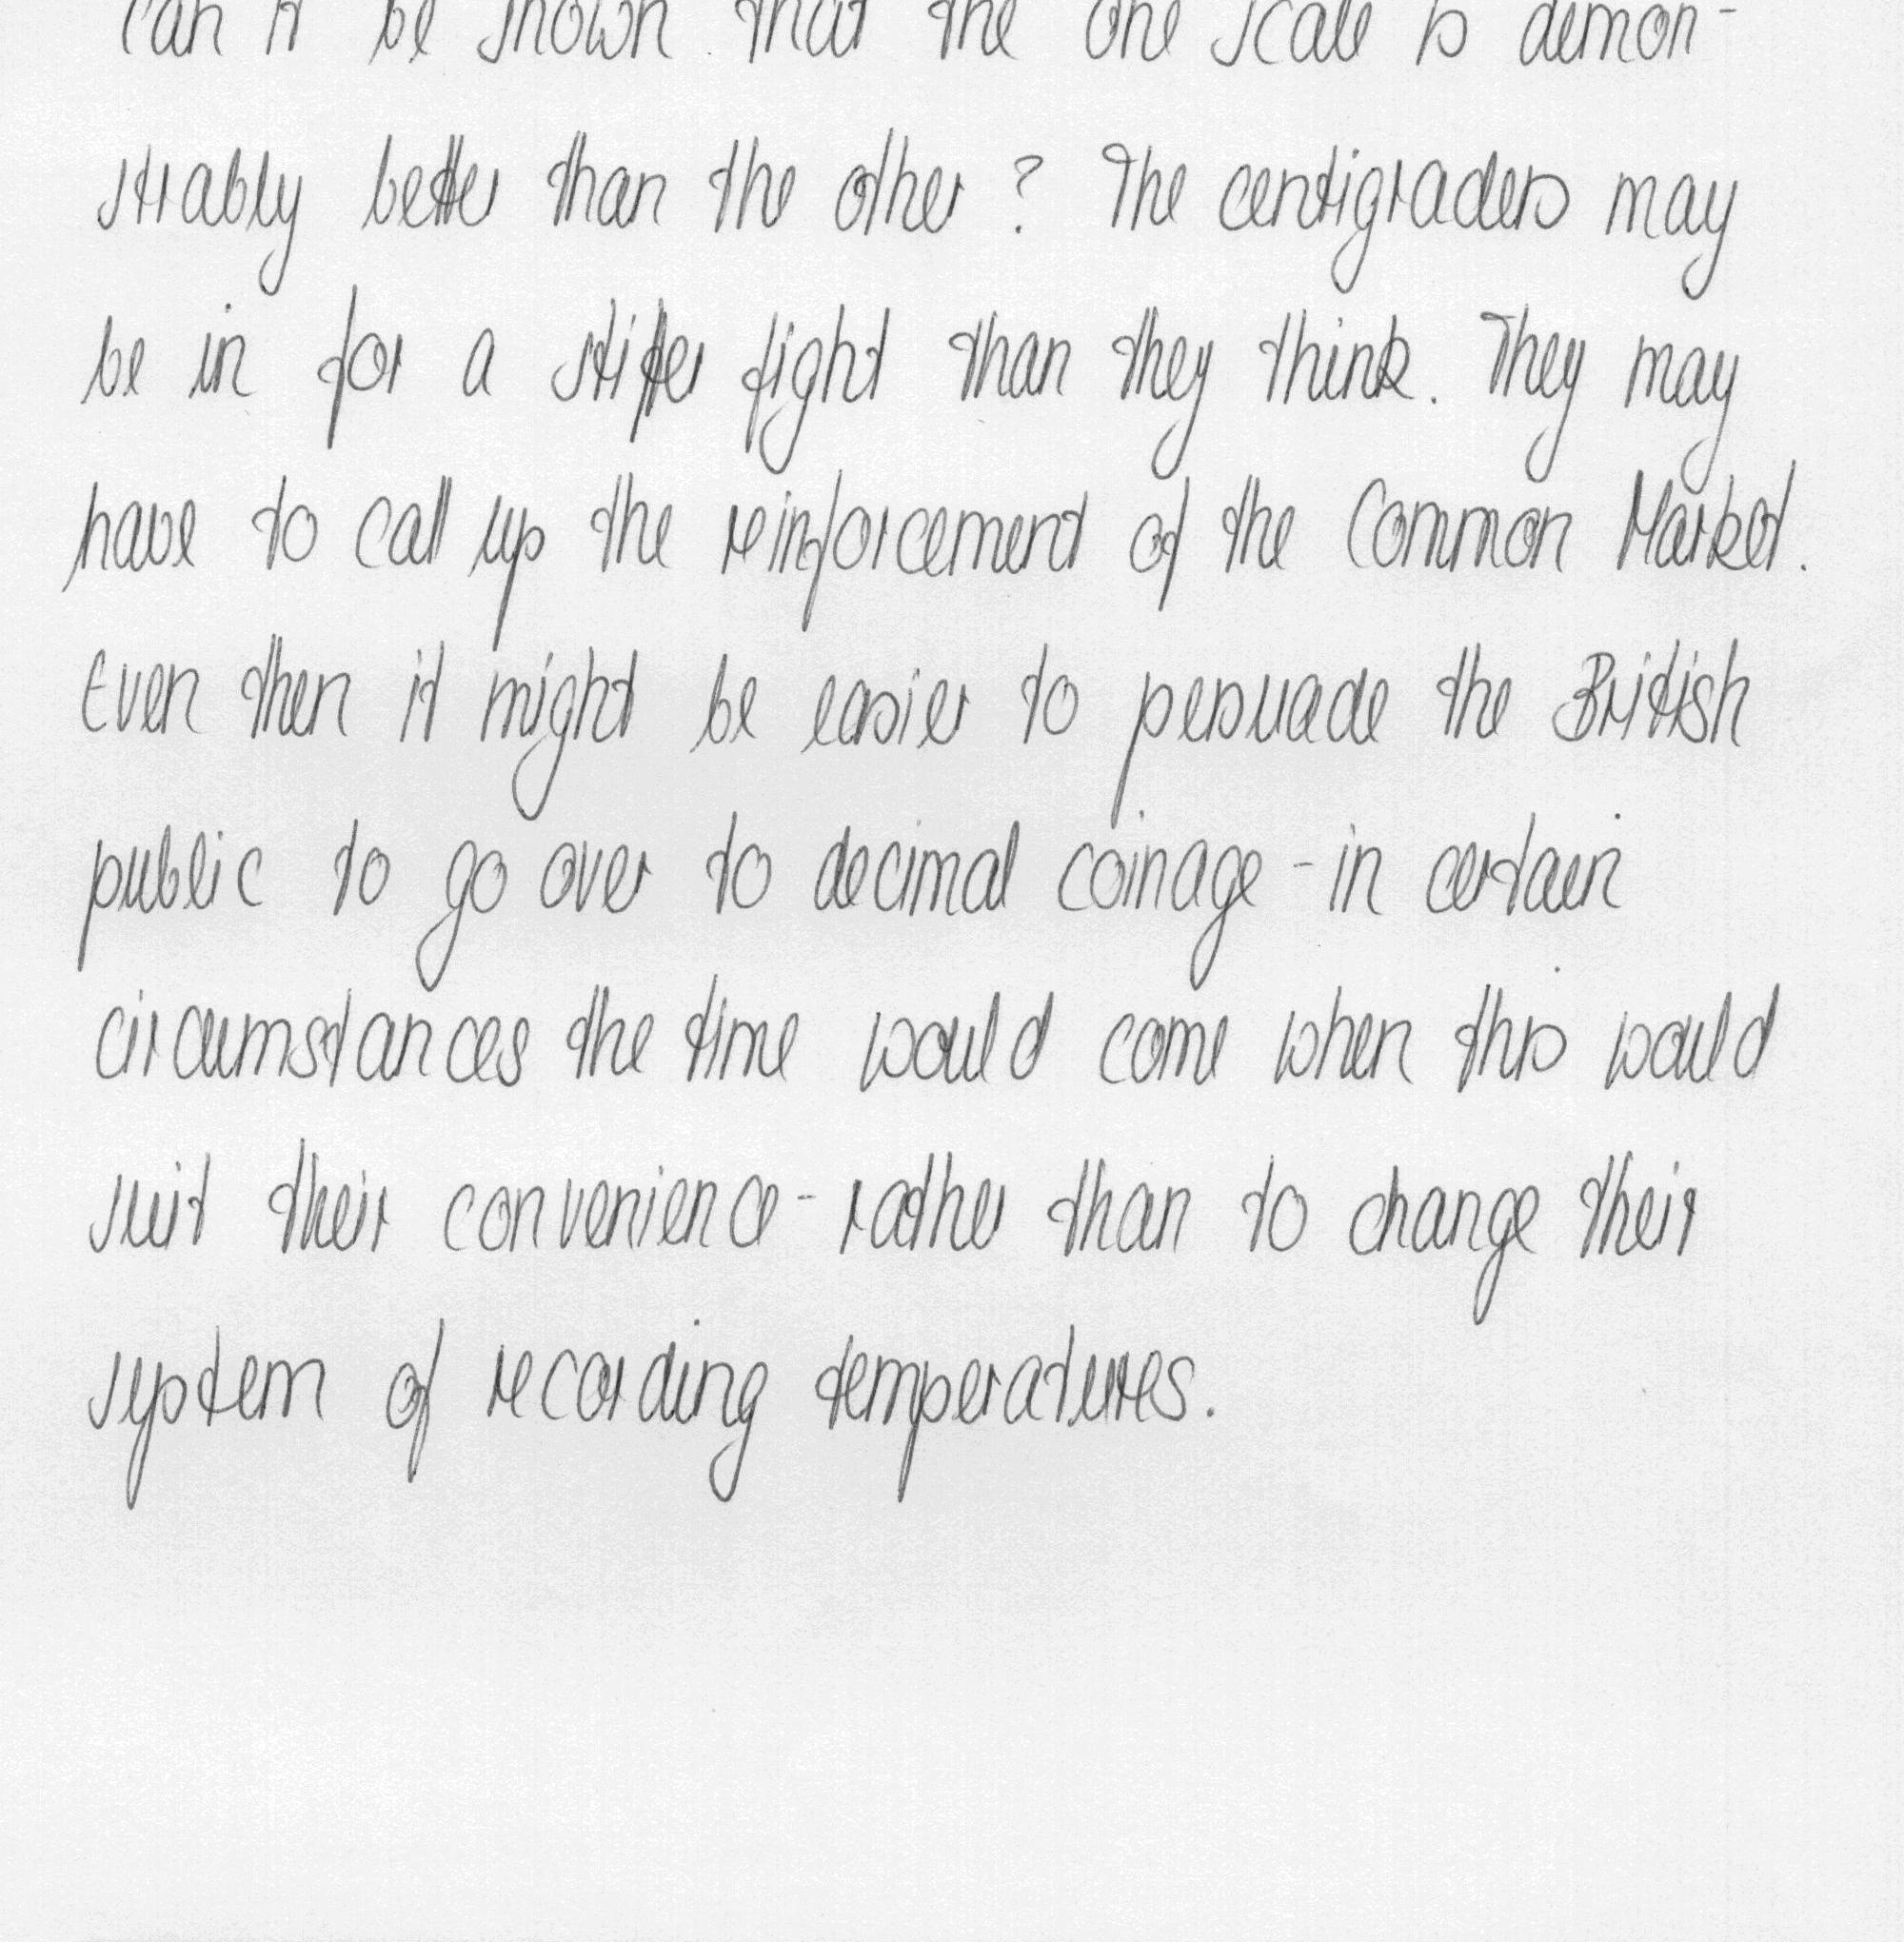 Can it be shown that the one scale is demon-
strably better than the other? The centigraders may
be in for a stiffer fight than they think. They may
have to call up the reinforcement of the Common Market.
Even then it might be easier to persuade the British
public to go over to decimal coinage - in certain
circumstances the time would come when this would
suit their convenience - rather than to change their
system of recording temperatures.